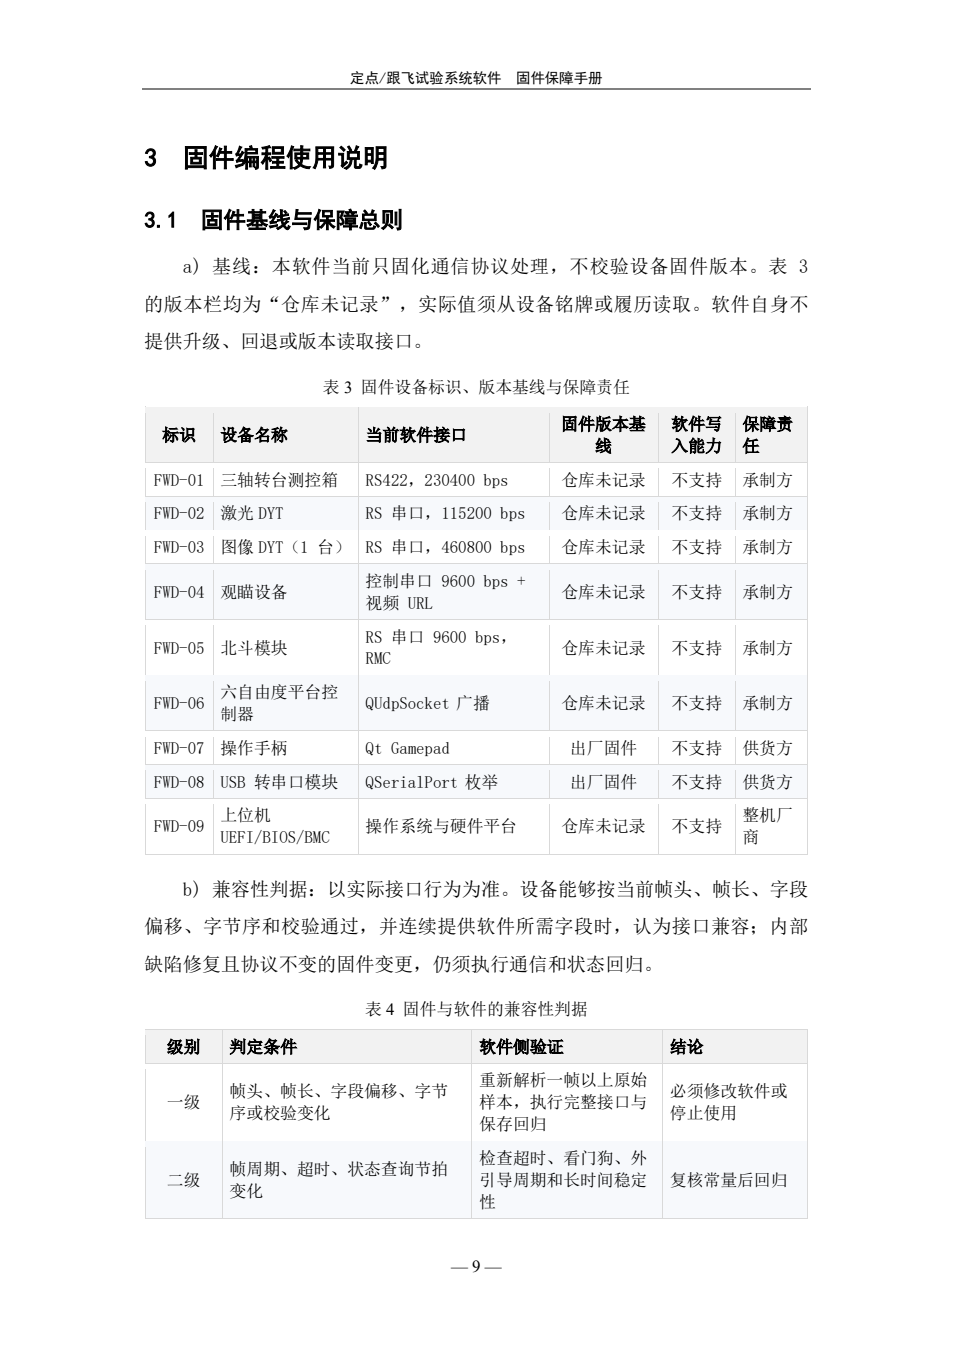 定点/跟飞试验系统软件　固件保障手册
3　固件编程使用说明
3.1　固件基线与保障总则
a) 基线：本软件当前只固化通信协议处理，不校验设备固件版本。表 3
的版本栏均为“仓库未记录”，实际值须从设备铭牌或履历读取。软件自身不
提供升级、回退或版本读取接口。
表 3 固件设备标识、版本基线与保障责任
标识 设备名称 当前软件接口 固件版本基线 软件写入能力 保障责任
FWD-01 三轴转台测控箱 RS422，230400 bps 仓库未记录 不支持 承制方
FWD-02 激光 DYT RS 串口，115200 bps 仓库未记录 不支持 承制方
FWD-03 图像 DYT（1 台） RS 串口，460800 bps 仓库未记录 不支持 承制方
FWD-04 观瞄设备 控制串口 9600 bps + 视频 URL 仓库未记录 不支持 承制方
FWD-05 北斗模块 RS 串口 9600 bps，RMC 仓库未记录 不支持 承制方
FWD-06 六自由度平台控制器 QUdpSocket 广播 仓库未记录 不支持 承制方
FWD-07 操作手柄 Qt Gamepad 出厂固件 不支持 供货方
FWD-08 USB 转串口模块 QSerialPort 枚举 出厂固件 不支持 供货方
FWD-09 上位机 UEFI/BIOS/BMC 操作系统与硬件平台 仓库未记录 不支持 整机厂商
b) 兼容性判据：以实际接口行为为准。设备能够按当前帧头、帧长、字段
偏移、字节序和校验通过，并连续提供软件所需字段时，认为接口兼容；内部
缺陷修复且协议不变的固件变更，仍须执行通信和状态回归。
表 4 固件与软件的兼容性判据
级别 判定条件 软件侧验证 结论
一级 帧头、帧长、字段偏移、字节序或校验变化 重新解析一帧以上原始样本，执行完整接口与保存回归 必须修改软件或停止使用
二级 帧周期、超时、状态查询节拍变化 检查超时、看门狗、外引导周期和长时间稳定性 复核常量后回归
— 9 —